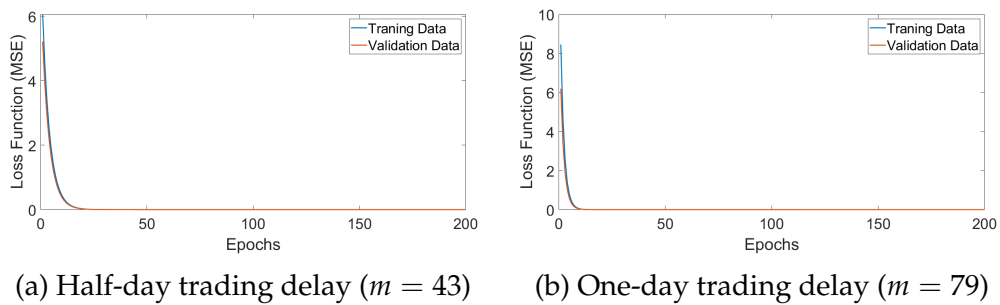 6
4
2
0
Loss Function (MSE)
0 50 100 150 200
Epochs
Traning Data
Validation Data
(a) Half-day trading delay (m = 43)
10
8
6
4
2
0
Loss Function (MSE)
0 50 100 150 200
Epochs
Traning Data
Validation Data
(b) One-day trading delay (m = 79)